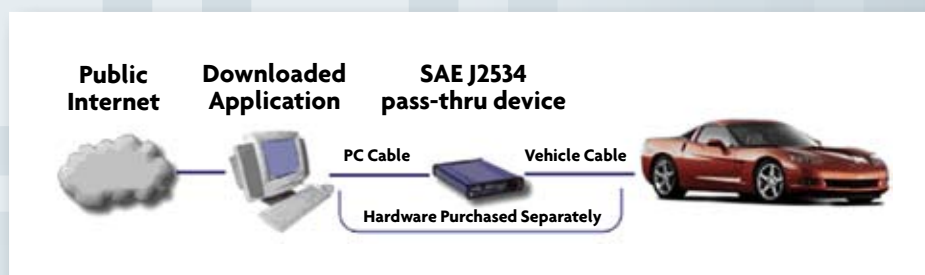 Public
Internet
Downloaded
Application
SAE J2534
pass-thru device
PC Cable
Vehicle Cable
Hardware Purchased Separately